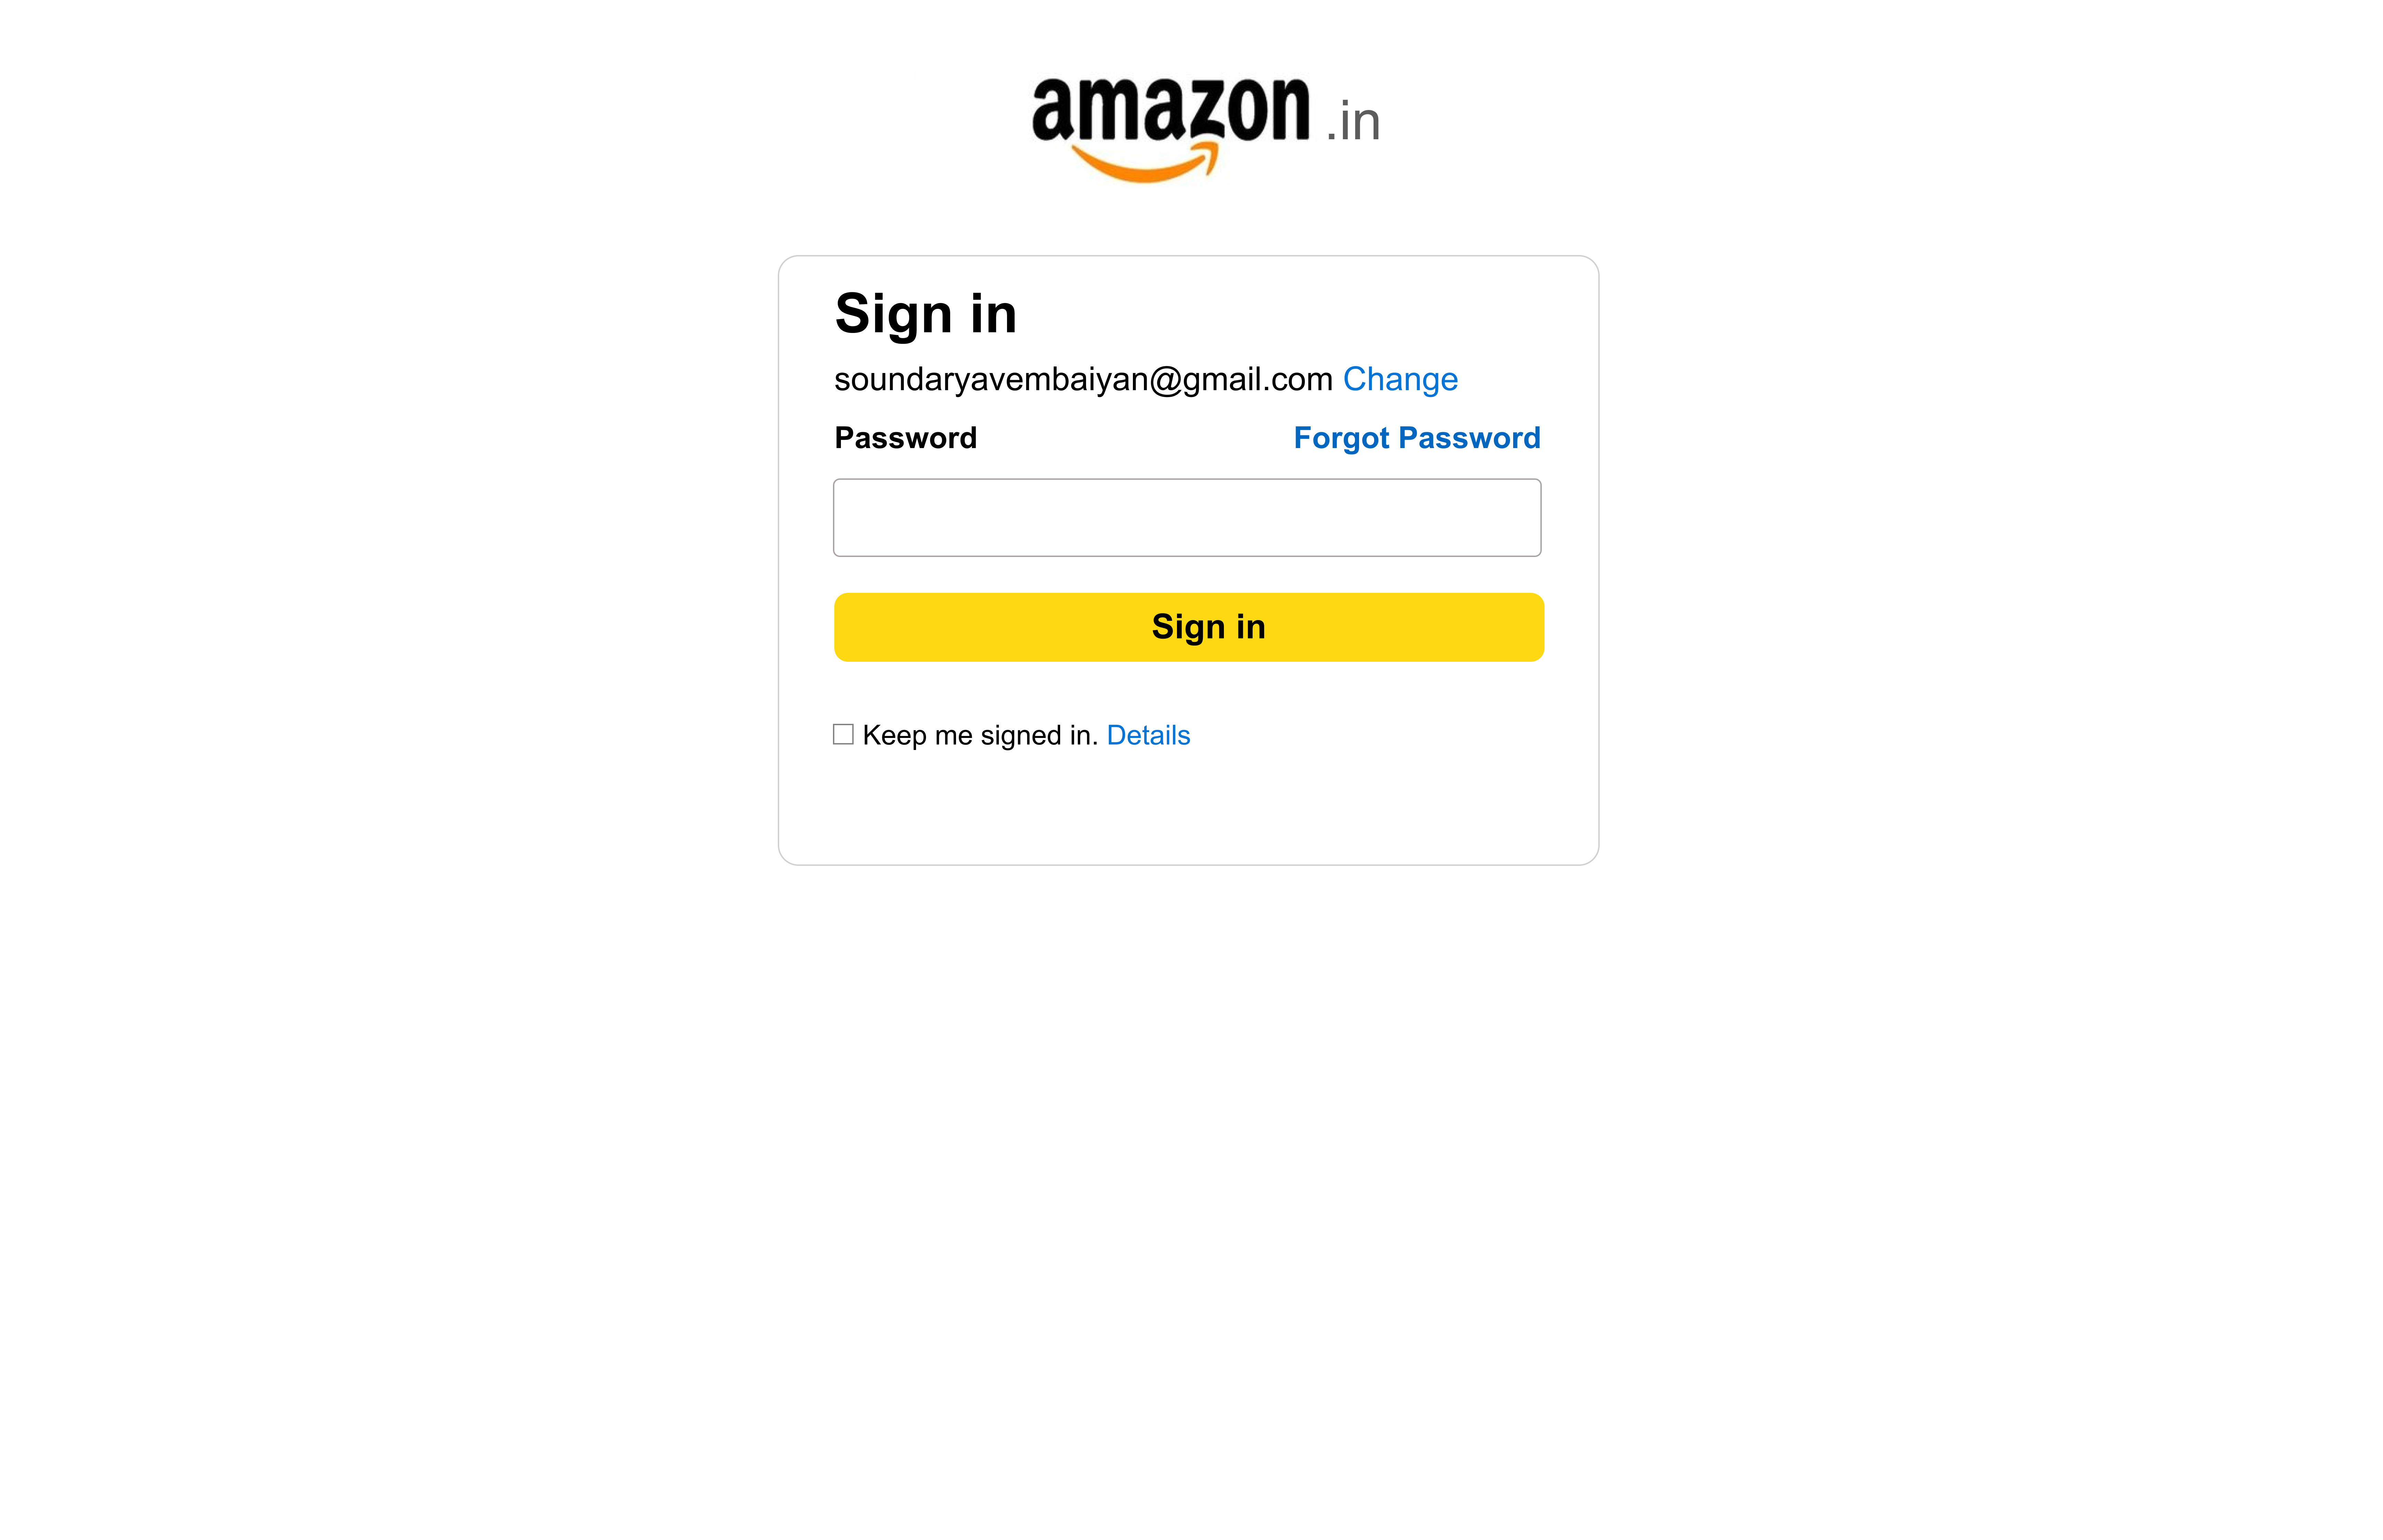 amazon .in
Sign in
soundaryavembaiyan@gmail.com Change
Password Forgot Password
Sign in
Keep me signed in. Details